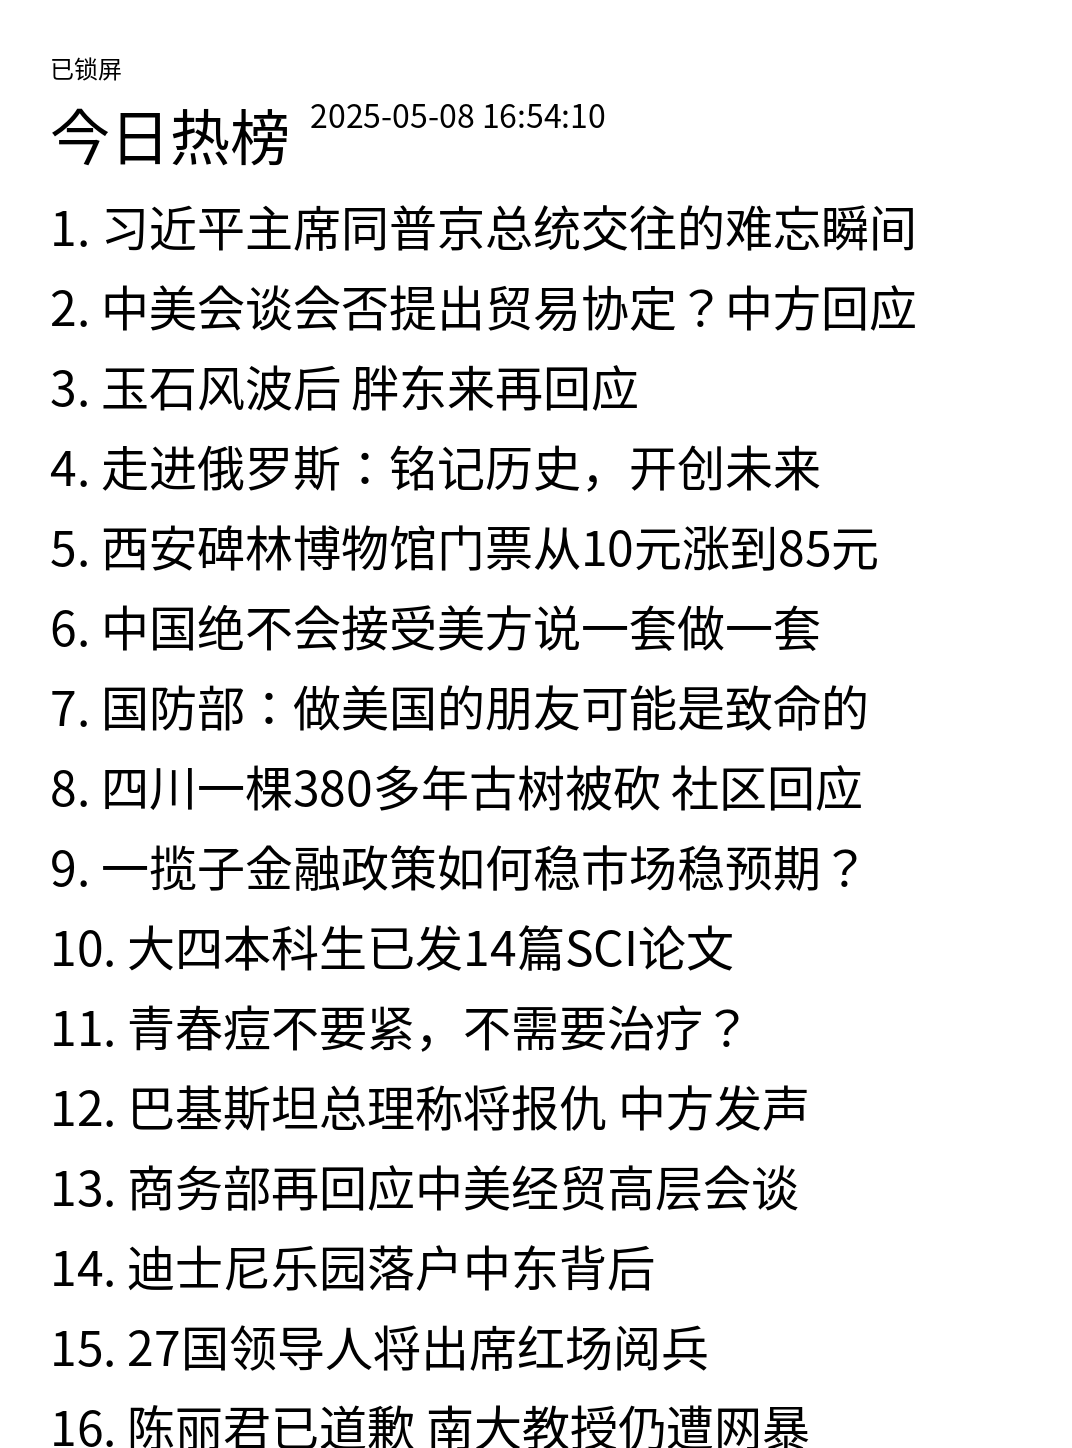 已锁屏
今日热榜 2025-05-08 16:54:10
1. 习近平主席同普京总统交往的难忘瞬间
2. 中美会谈会否提出贸易协定？中方回应
3. 玉石风波后 胖东来再回应
4. 走进俄罗斯：铭记历史，开创未来
5. 西安碑林博物馆门票从10元涨到85元
6. 中国绝不会接受美方说一套做一套
7. 国防部：做美国的朋友可能是致命的
8. 四川一棵380多年古树被砍 社区回应
9. 一揽子金融政策如何稳市场稳预期？
10. 大四本科生已发14篇SCI论文
11. 青春痘不要紧，不需要治疗？
12. 巴基斯坦总理称将报仇 中方发声
13. 商务部再回应中美经贸高层会谈
14. 迪士尼乐园落户中东背后
15. 27国领导人将出席红场阅兵
16. 陈丽君已道歉 南大教授仍遭网暴